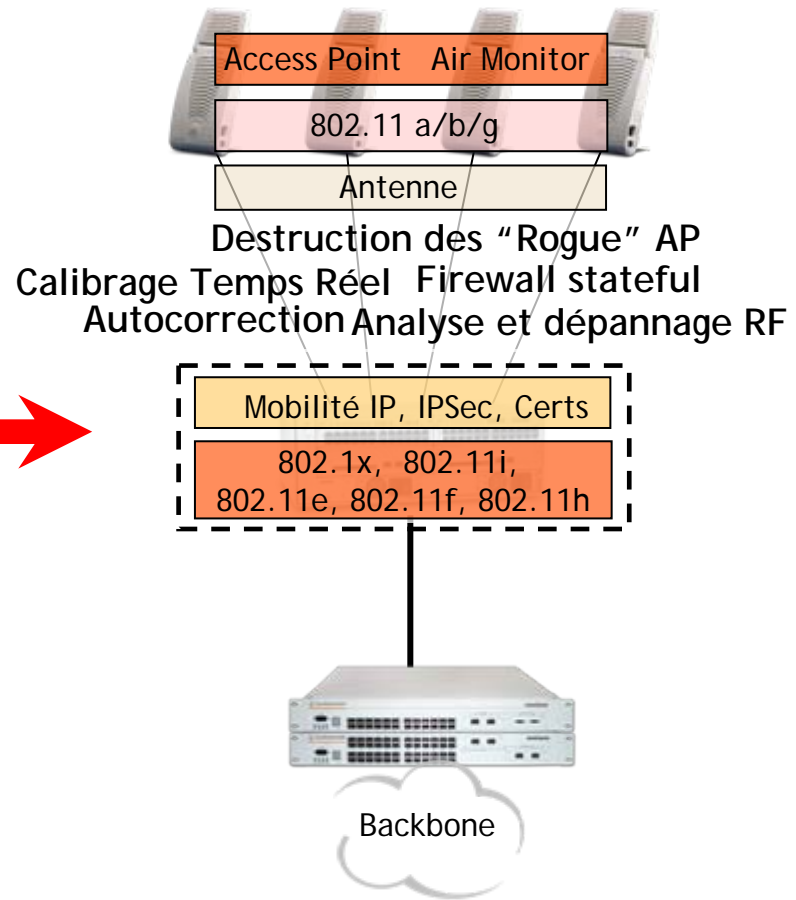 Access Point Air Monitor
802.11 a/b/g
Antenne
Destruction des “Rogue” AP
Calibrage Temps Réel Firewall stateful
Autocorrection Analyse et dépannage RF
Mobilité IP, IPSec, Certs
802.1x, 802.11i,
802.11e, 802.11f, 802.11h
Backbone